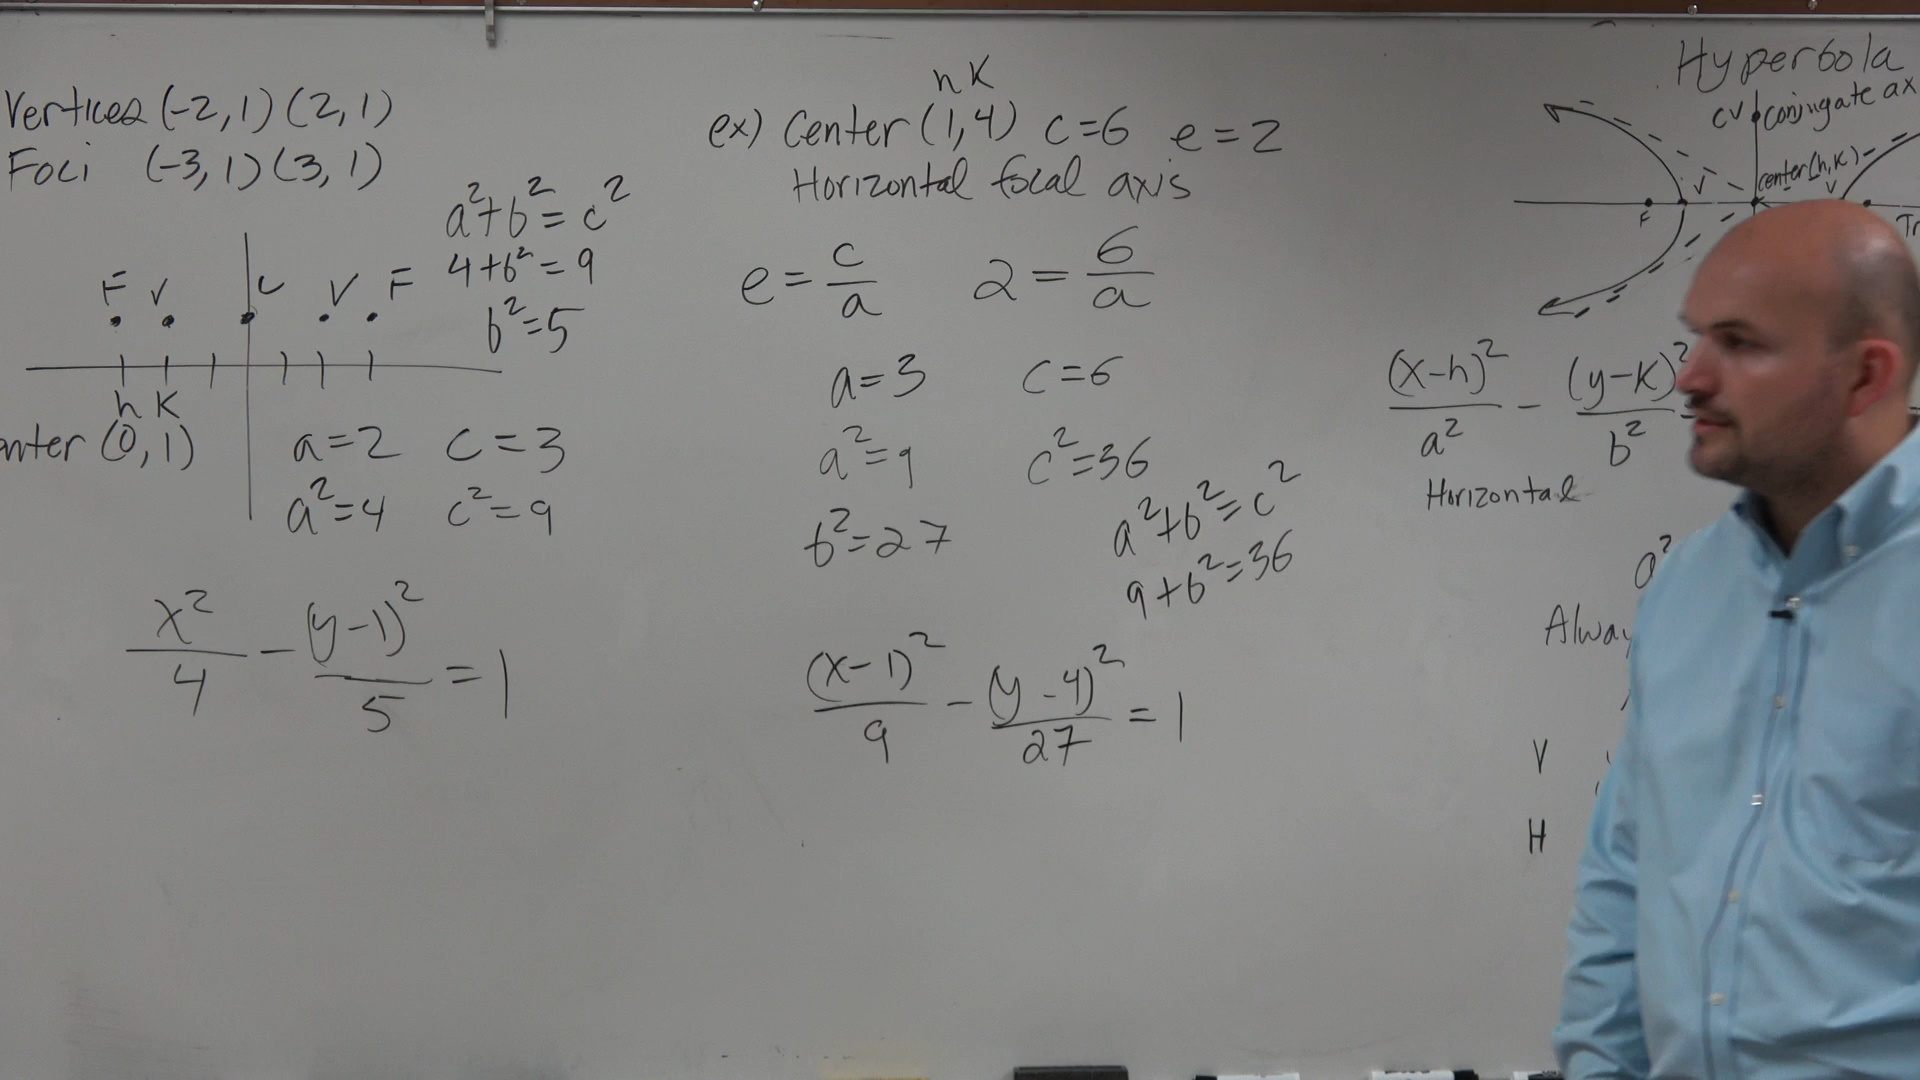 Vertices (-2,1) (2,1)
Foci (-3,1) (3,1)
a²+b²=c²
4+b²=9
b²=5
F V C V F
h K
(0,1)
a=2 c=3
a²=4 c²=9
x²/4 - (y-1)²/5 = 1
h K
ex) Center (1,4) c=6 e=2
Horizontal focal axis
e = c/a 2 = 6/a
a=3 c=6
a²=9 c²=36
b²=27
a²+b²=c²
9+b²=36
(x-1)²/9 - (y-4)²/27 = 1
Hyperbola
CV conjugate
center (h,K)
F V V
(x-h)²/a² - (y-K)²/b²
Horizontal
a²
V
H